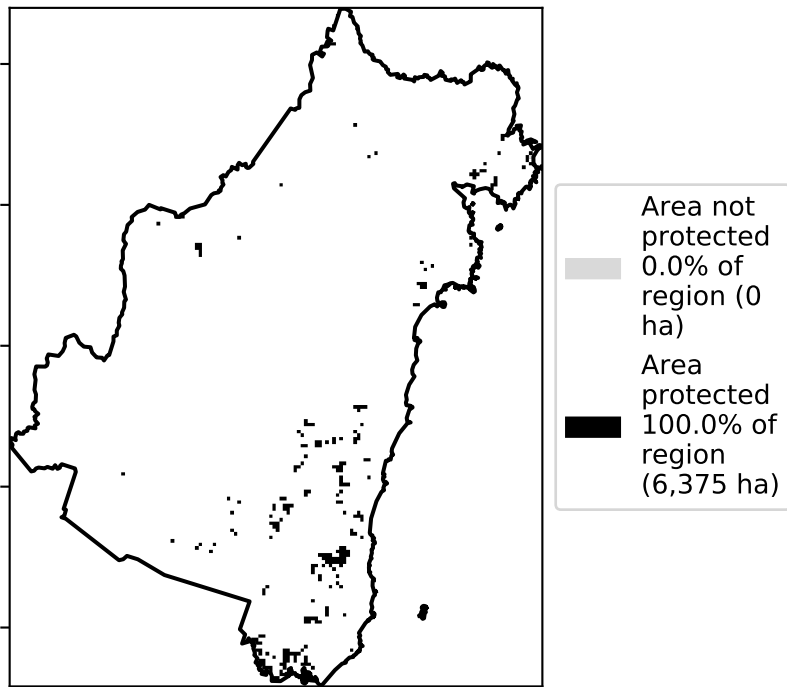 Area not
protected
0.0% of
region (0
ha)
Area
protected
100.0% of
region
(6,375 ha)